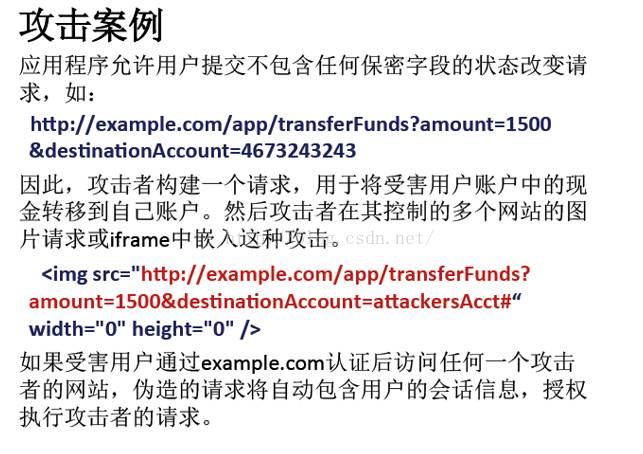 攻击案例
应用程序允许用户提交不包含任何保密字段的状态改变请
求，如：
http://example.com/app/transferFunds?amount=1500
&destinationAccount=4673243243
因此，攻击者构建一个请求，用于将受害用户账户中的现
金转移到自己账户。然后攻击者在其控制的多个网站的图
片请求或iframe中嵌入这种攻击。
<img src="http://example.com/app/transferFunds?
amount=1500&destinationAccount=attackersAcct#“
width="0" height="0" />
如果受害用户通过example.com认证后访问任何一个攻击
者的网站，伪造的请求将自动包含用户的会话信息，授权
执行攻击者的请求。